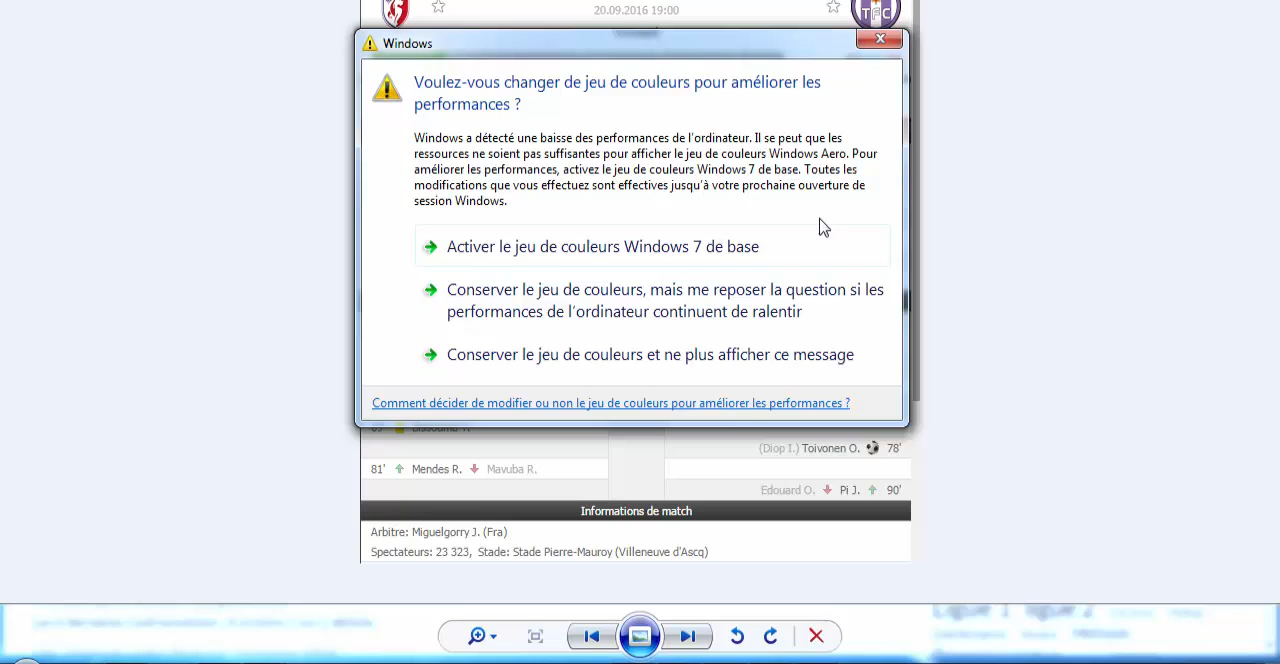 20.09.2016 19:00
TFC
Windows
Voulez-vous changer de jeu de couleurs pour améliorer les
performances ?
Windows a détecté une baisse des performances de l'ordinateur. Il se peut que les
ressources ne soient pas suffisantes pour afficher le jeu de couleurs Windows Aero. Pour
améliorer les performances, activez le jeu de couleurs Windows 7 de base. Toutes les
modifications que vous effectuez sont effectives jusqu'à votre prochaine ouverture de
session Windows.
Activer le jeu de couleurs Windows 7 de base
Conserver le jeu de couleurs, mais me reposer la question si les
performances de l'ordinateur continuent de ralentir
Conserver le jeu de couleurs et ne plus afficher ce message
Comment décider de modifier ou non le jeu de couleurs pour améliorer les performances ?
(Diop I.) Toivonen O. 78'
81' Mendes R. Mavuba R.
Edouard O. Pi J. 90'
Informations de match
Arbitre: Miguelgorry J. (Fra)
Spectateurs: 23 323, Stade: Stade Pierre-Mauroy (Villeneuve d'Ascq)